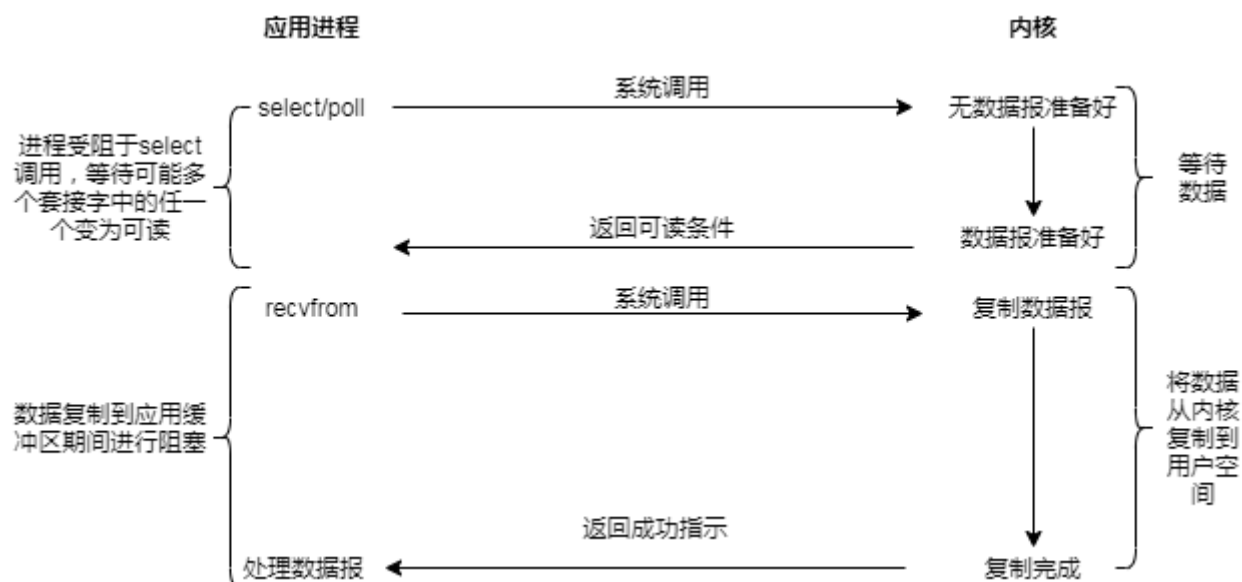 应用进程
内核
select/poll
系统调用
无数据报准备好
进程受阻于select
调用，等待可能多
个套接字中的任一
个变为可读
等待
数据
返回可读条件
数据报准备好
recvfrom
系统调用
复制数据报
数据复制到应用缓
冲区期间进行阻塞
将数据
从内核
复制到
用户空
间
返回成功指示
处理数据报
复制完成